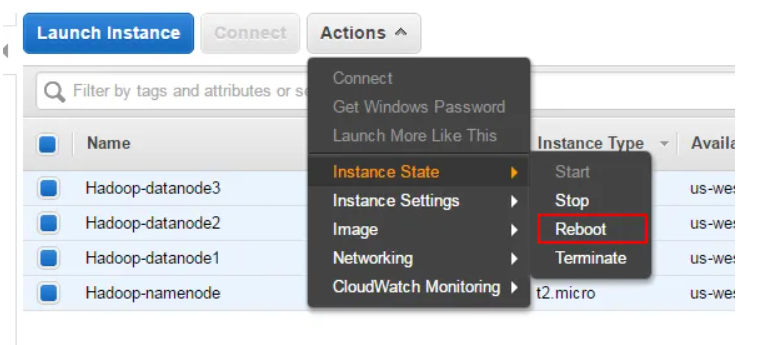 Launch Instance Connect Actions
Filter by tags and attributes or se
Connect
Get Windows Password
Launch More Like This
Name Instance Type Availa
Instance State Start
Hadoop-datanode3 us-wes
Instance Settings Stop
Hadoop-datanode2 Image Reboot us-wes
Hadoop-datanode1 Networking Terminate us-wes
CloudWatch Monitoring
Hadoop-namenode t2.micro us-wes